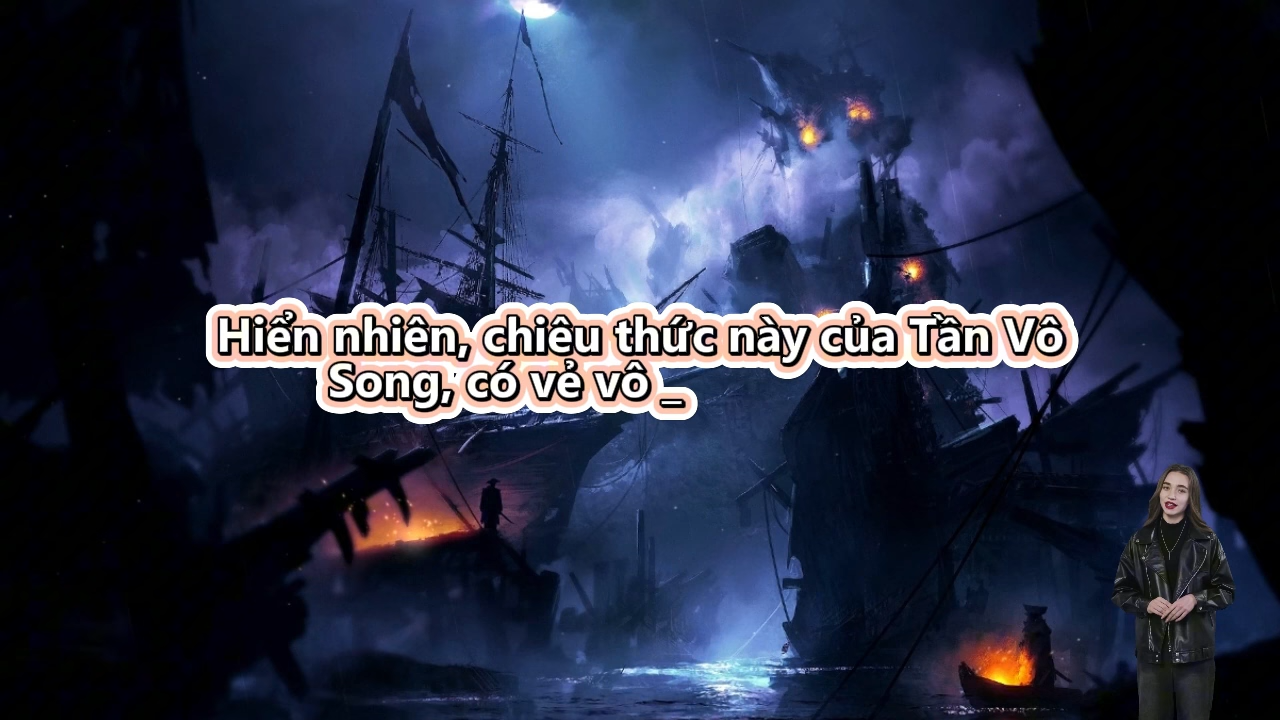 Hiển nhiên, chiêu thức này của Tần Vô
Song, có vẻ vô _